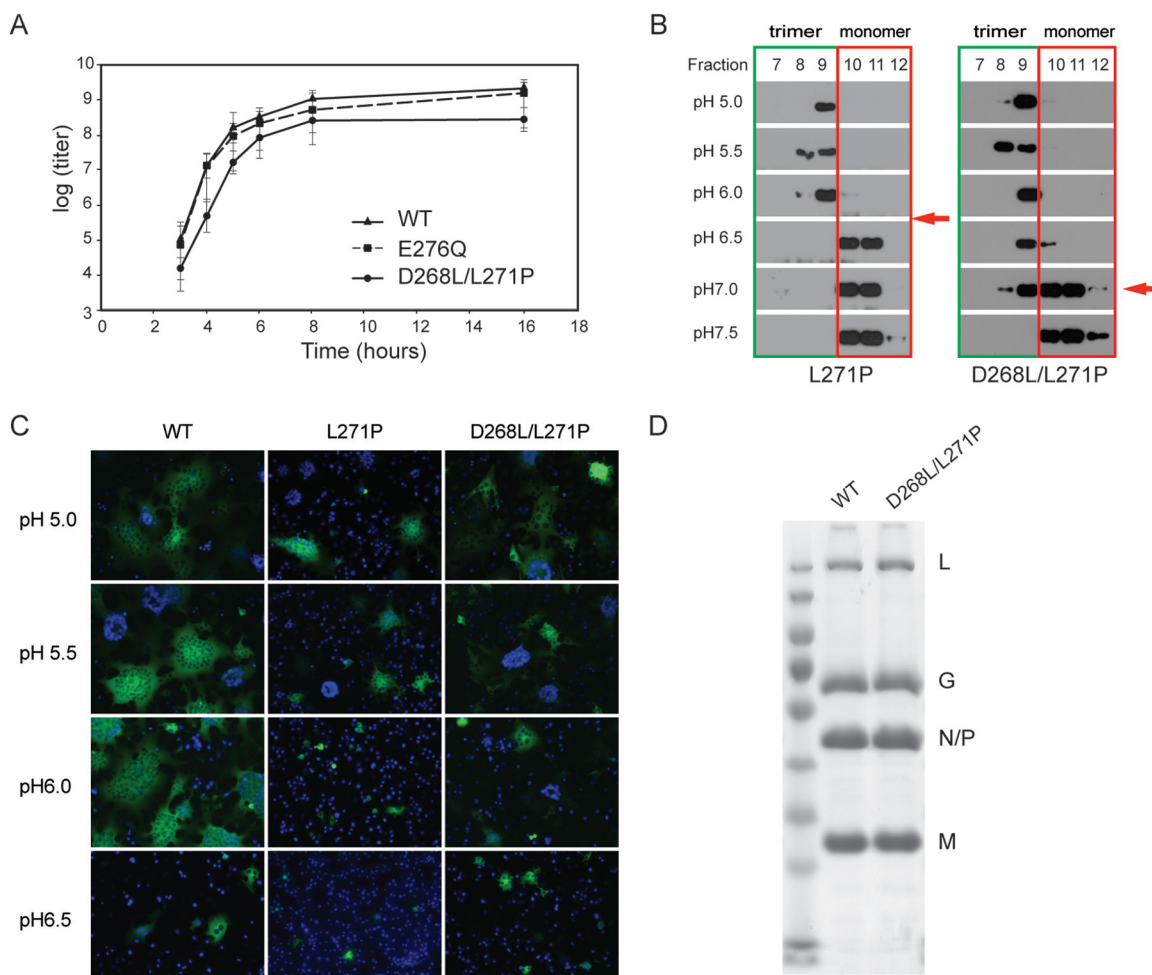 A
10
9
8
7
6
5
4
3
0 2 4 6 8 10 12 14 16 18
log (titer)
Time (hours)
WT
E276Q
D268L/L271P
B
trimer monomer trimer monomer
Fraction 7 8 9 10 11 12 7 8 9 10 11 12
pH 5.0
pH 5.5
pH 6.0
pH 6.5
pH7.0
pH7.5
L271P D268L/L271P
C
WT L271P D268L/L271P
pH 5.0
pH 5.5
pH6.0
pH6.5
D
WT D268L/L271P
L
G
N/P
M